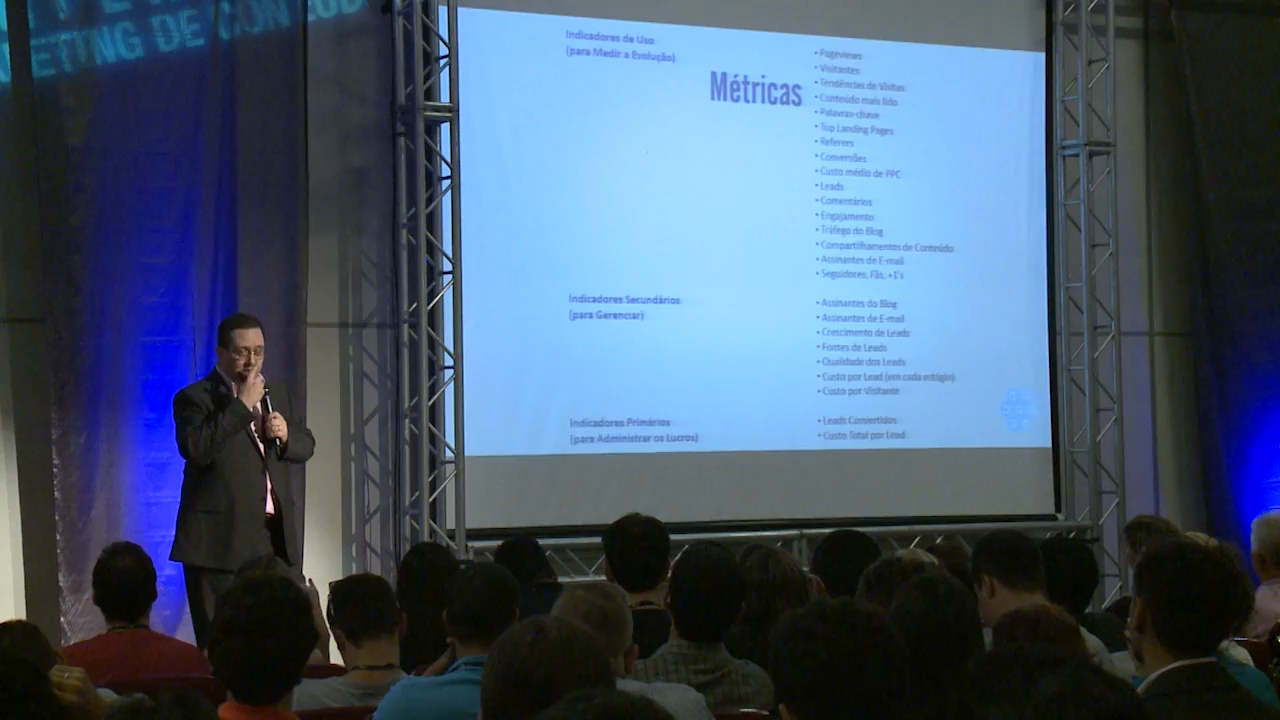 ETING DE CONTEÚD
Indicadores de Uso
(para Medir a Evolução)
Métricas
• Pageviews
• Visitantes
• Tendências de Visitas
• Conteúdo mais lido
• Palavras-chave
• Top Landing Pages
• Referers
• Conversões
• Custo médio de PPC
• Leads
• Comentários
• Engajamento
• Tráfego do Blog
• Compartilhamentos de Conteúdo
• Assinantes de E-mail
• Seguidores, Fãs, +1's
Indicadores Secundários
(para Gerenciar)
• Assinantes do Blog
• Assinantes de E-mail
• Crescimento de Leads
• Fontes de Leads
• Qualidade dos Leads
• Custo por Lead (em cada estágio)
• Custo por Visitante
Indicadores Primários
(para Administrar os Lucros)
• Leads Convertidos
• Custo Total por Lead